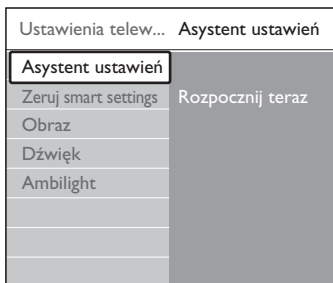 Ustawienia telew... Asystent ustawień
Asystent ustawień
Zeruj smart settings Rozpocznij teraz
Obraz
Dźwięk
Ambilight